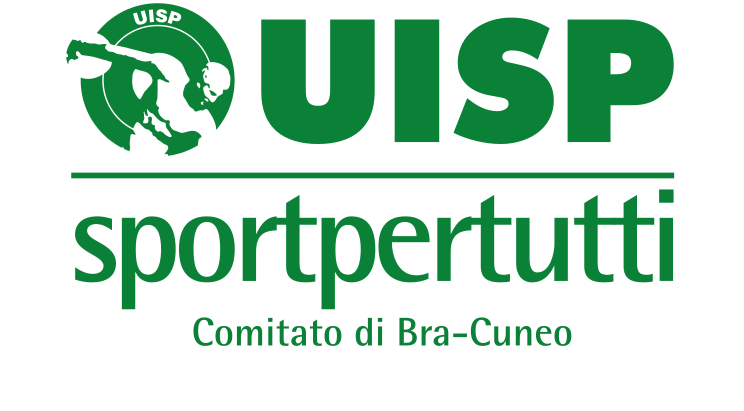 UISP
UISP
sportpertutti
Comitato di Bra-Cuneo